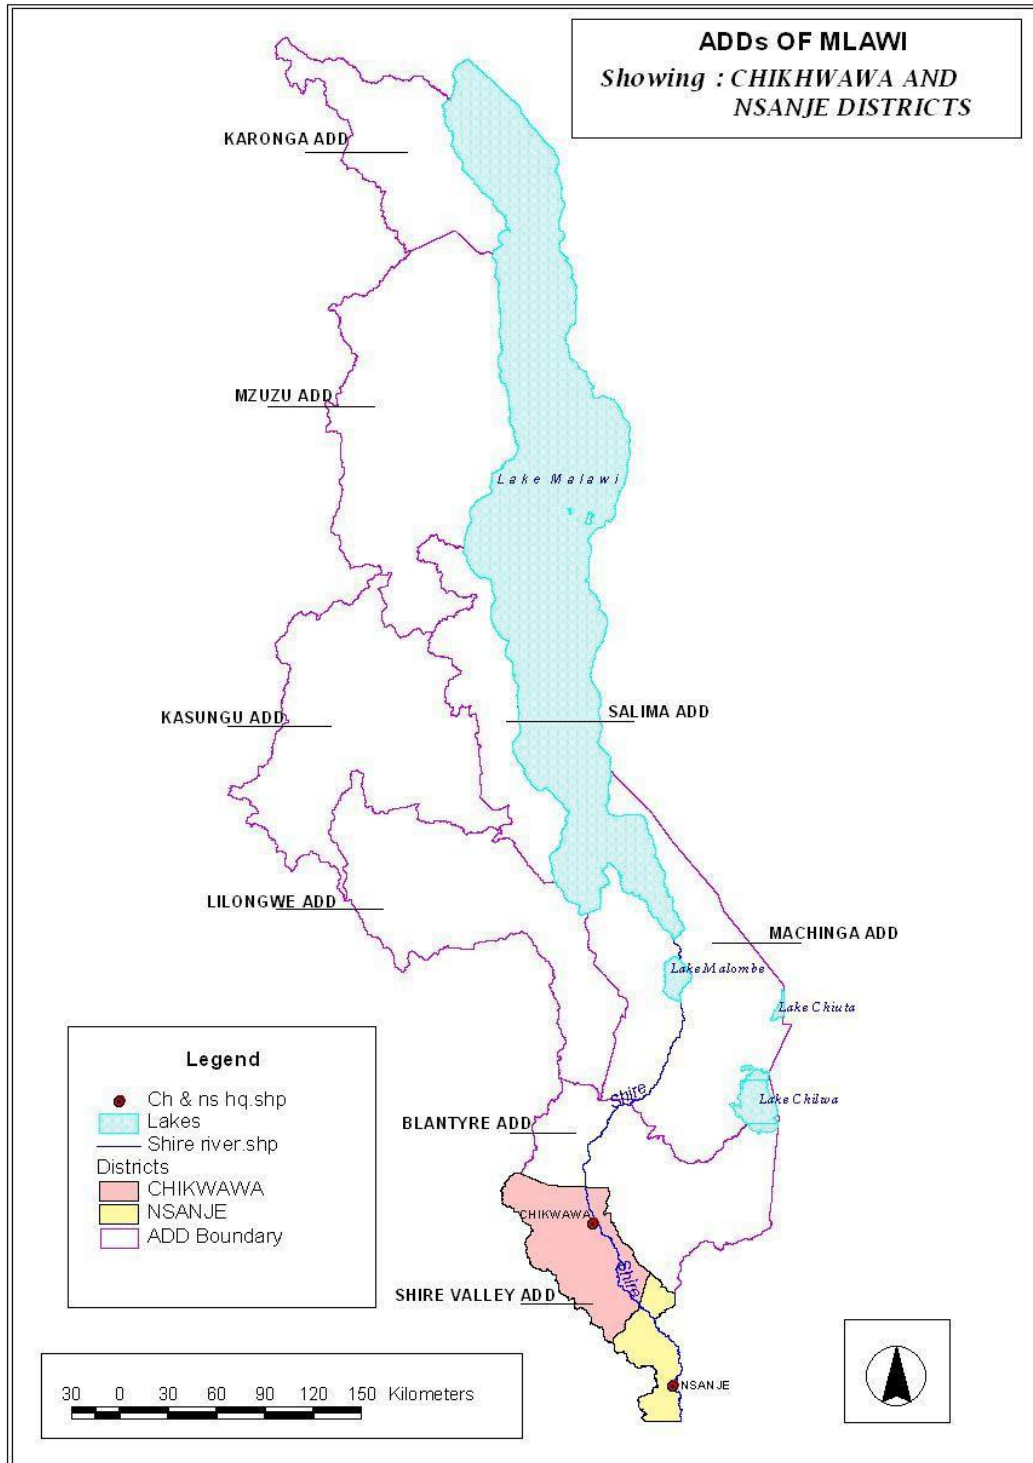 ADDs OF MLAWI
Showing : CHIKHWAWA AND
NSANJE DISTRICTS
KARONGA ADD
MZUZU ADD
Lake Malawi
KASUNGU ADD
SALIMA ADD
LILONGWE ADD
MACHINGA ADD
Lake Malombe
Lake Chiuta
Shire
Lake Chilwa
BLANTYRE ADD
CHIKWAWA
Shire
SHIRE VALLEY ADD
NSANJE
Legend
Ch & ns hq.shp
Lakes
Shire river.shp
Districts
CHIKWAWA
NSANJE
ADD Boundary
30 0 30 60 90 120 150 Kilometers